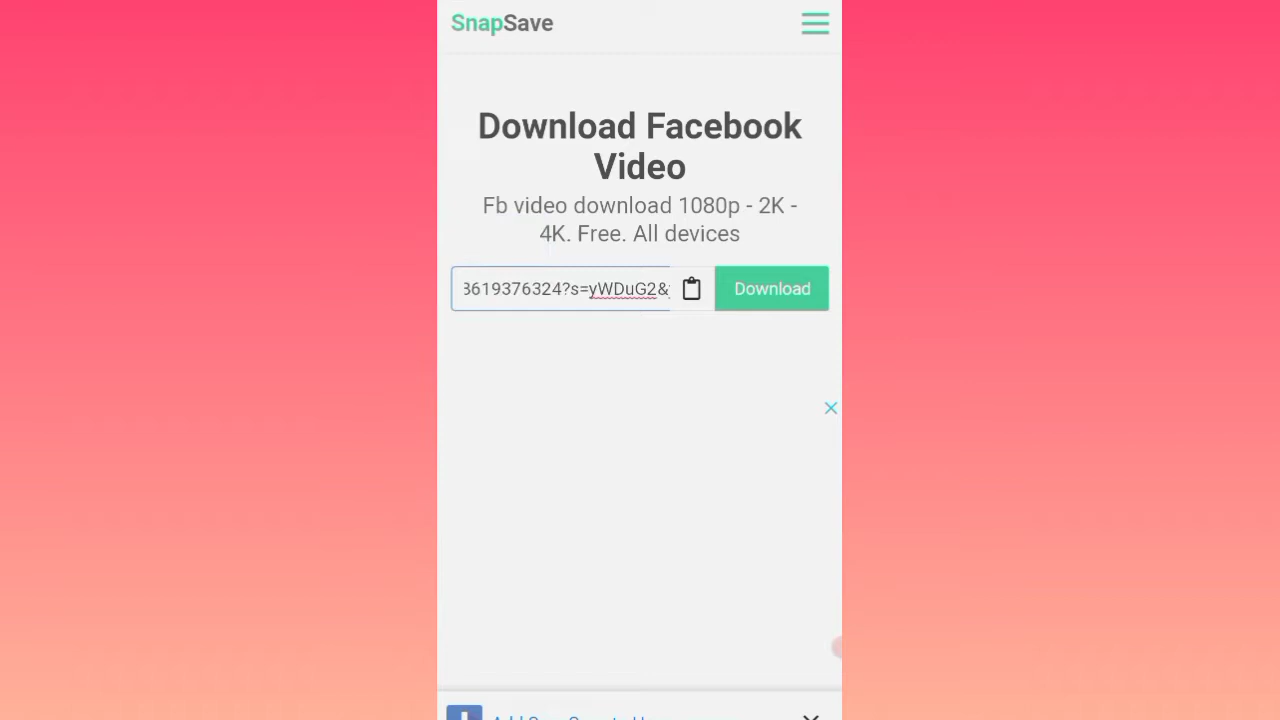 SnapSave
Download Facebook
Video
Fb video download 1080p - 2K -
4K. Free. All devices
3619376324?s=yWDuG2&
Download